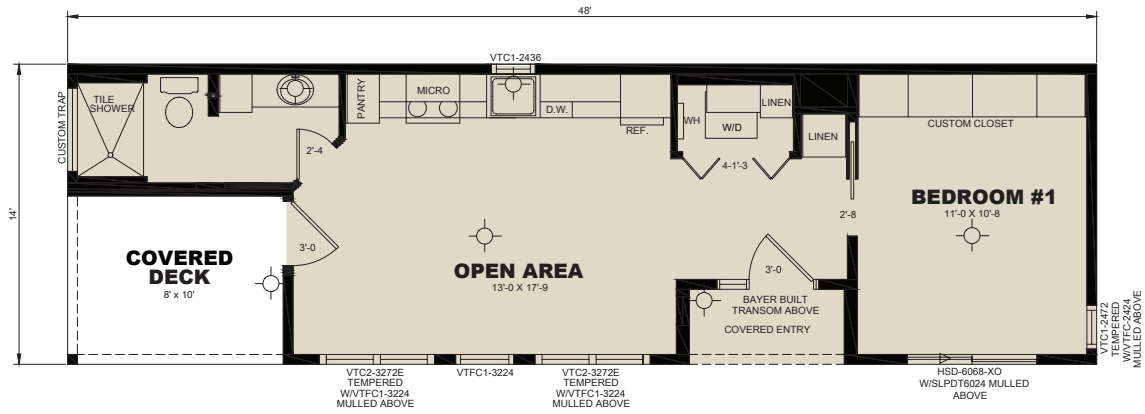 48'
14'
VTC1-2436
CUSTOM TRAP
TILE
SHOWER
PANTRY
MICRO
D.W.
REF.
WH
W/D
LINEN
LINEN
CUSTOM CLOSET
2'-4
4-1'-3
2'-8
BEDROOM #1
11'-0 X 10'-8
3'-0
COVERED
DECK
8' x 10'
OPEN AREA
13'-0 X 17'-9
3'-0
BAYER BUILT
TRANSOM ABOVE
COVERED ENTRY
VTC1-2472
TEMPERED
W/VTFC-2424
MULLED ABOVE
VTC2-3272E
TEMPERED
W/VTFC1-3224
MULLED ABOVE
VTFC1-3224
VTC2-3272E
TEMPERED
W/VTFC1-3224
MULLED ABOVE
HSD-6068-XO
W/SLPDT6024 MULLED
ABOVE